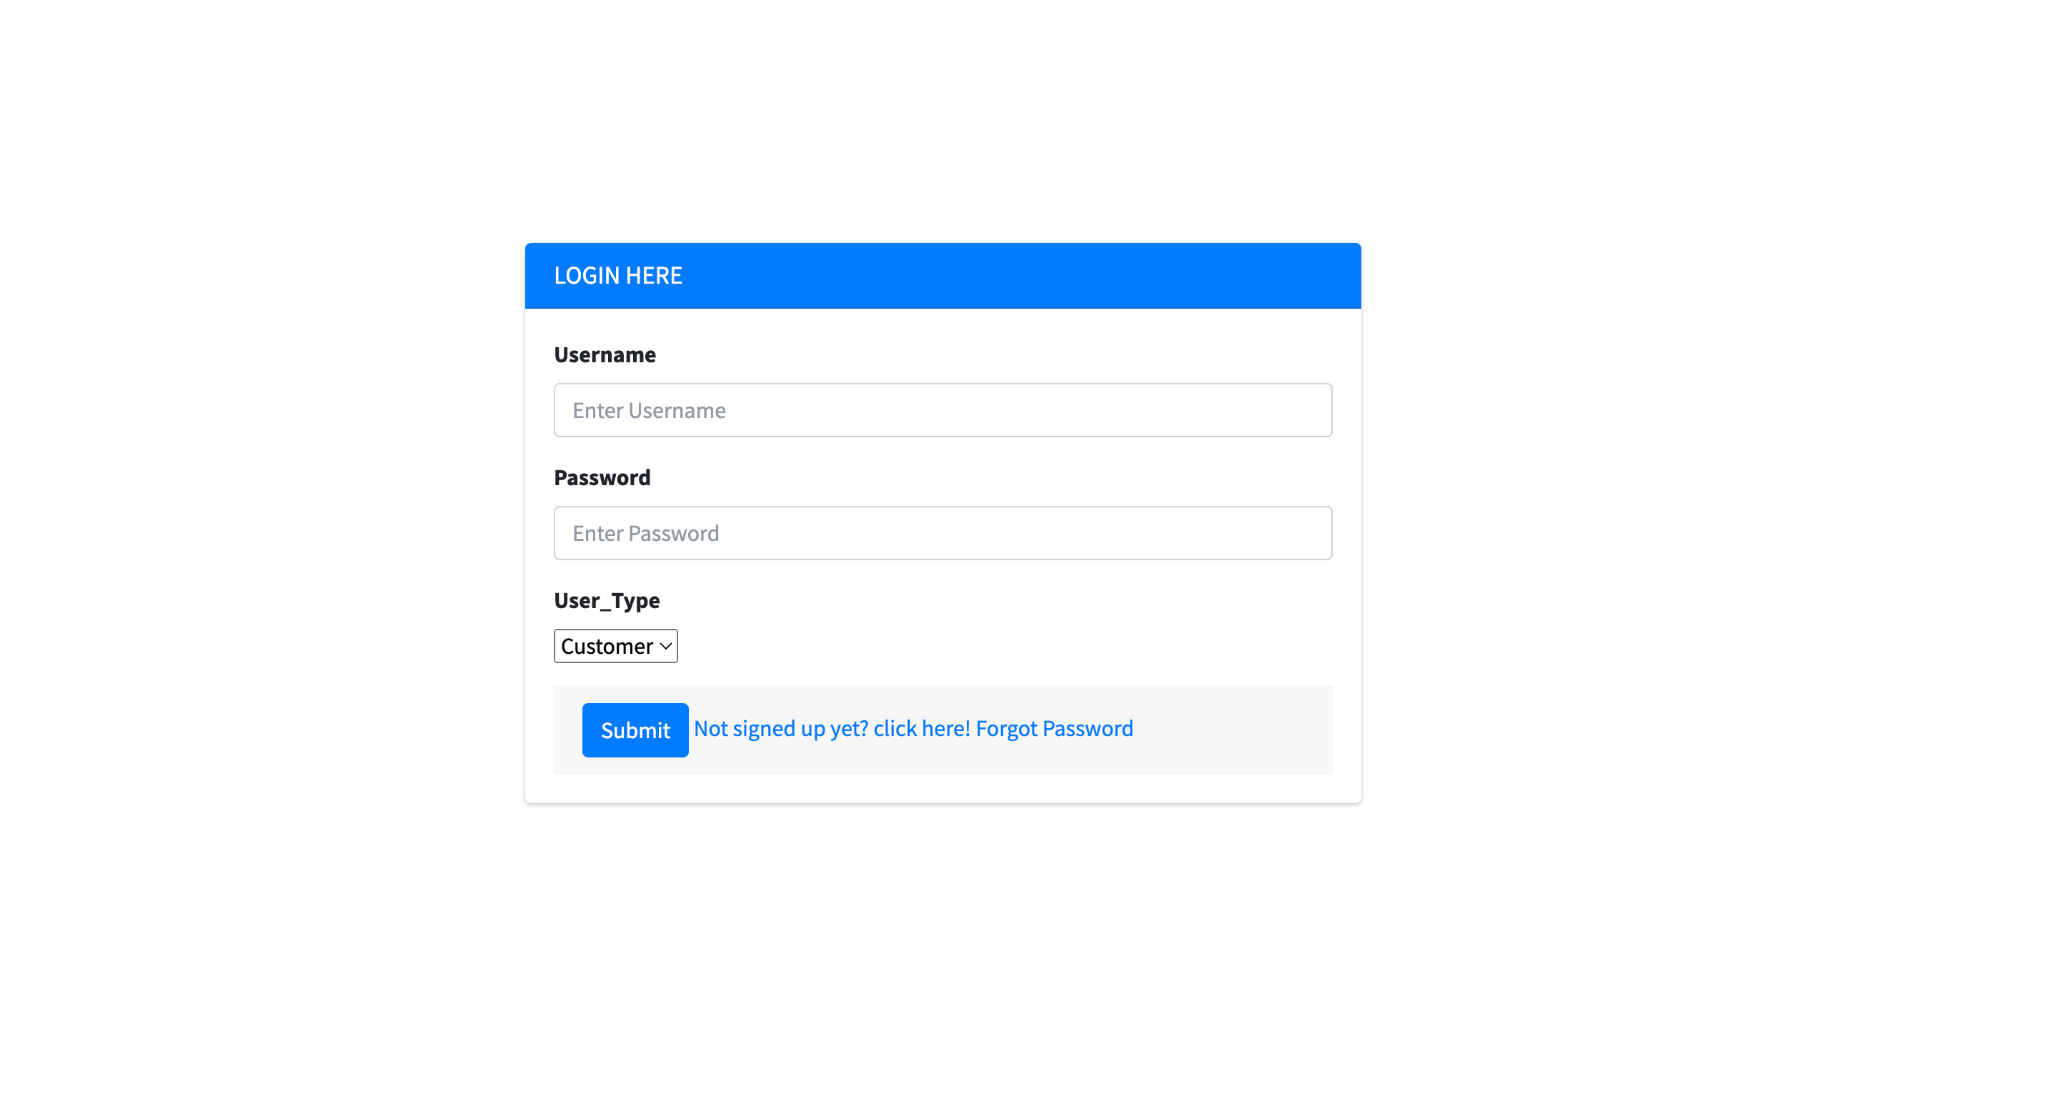 LOGIN HERE
Username
Enter Username
Password
Enter Password
User_Type
Customer
Submit Not signed up yet? click here! Forgot Password